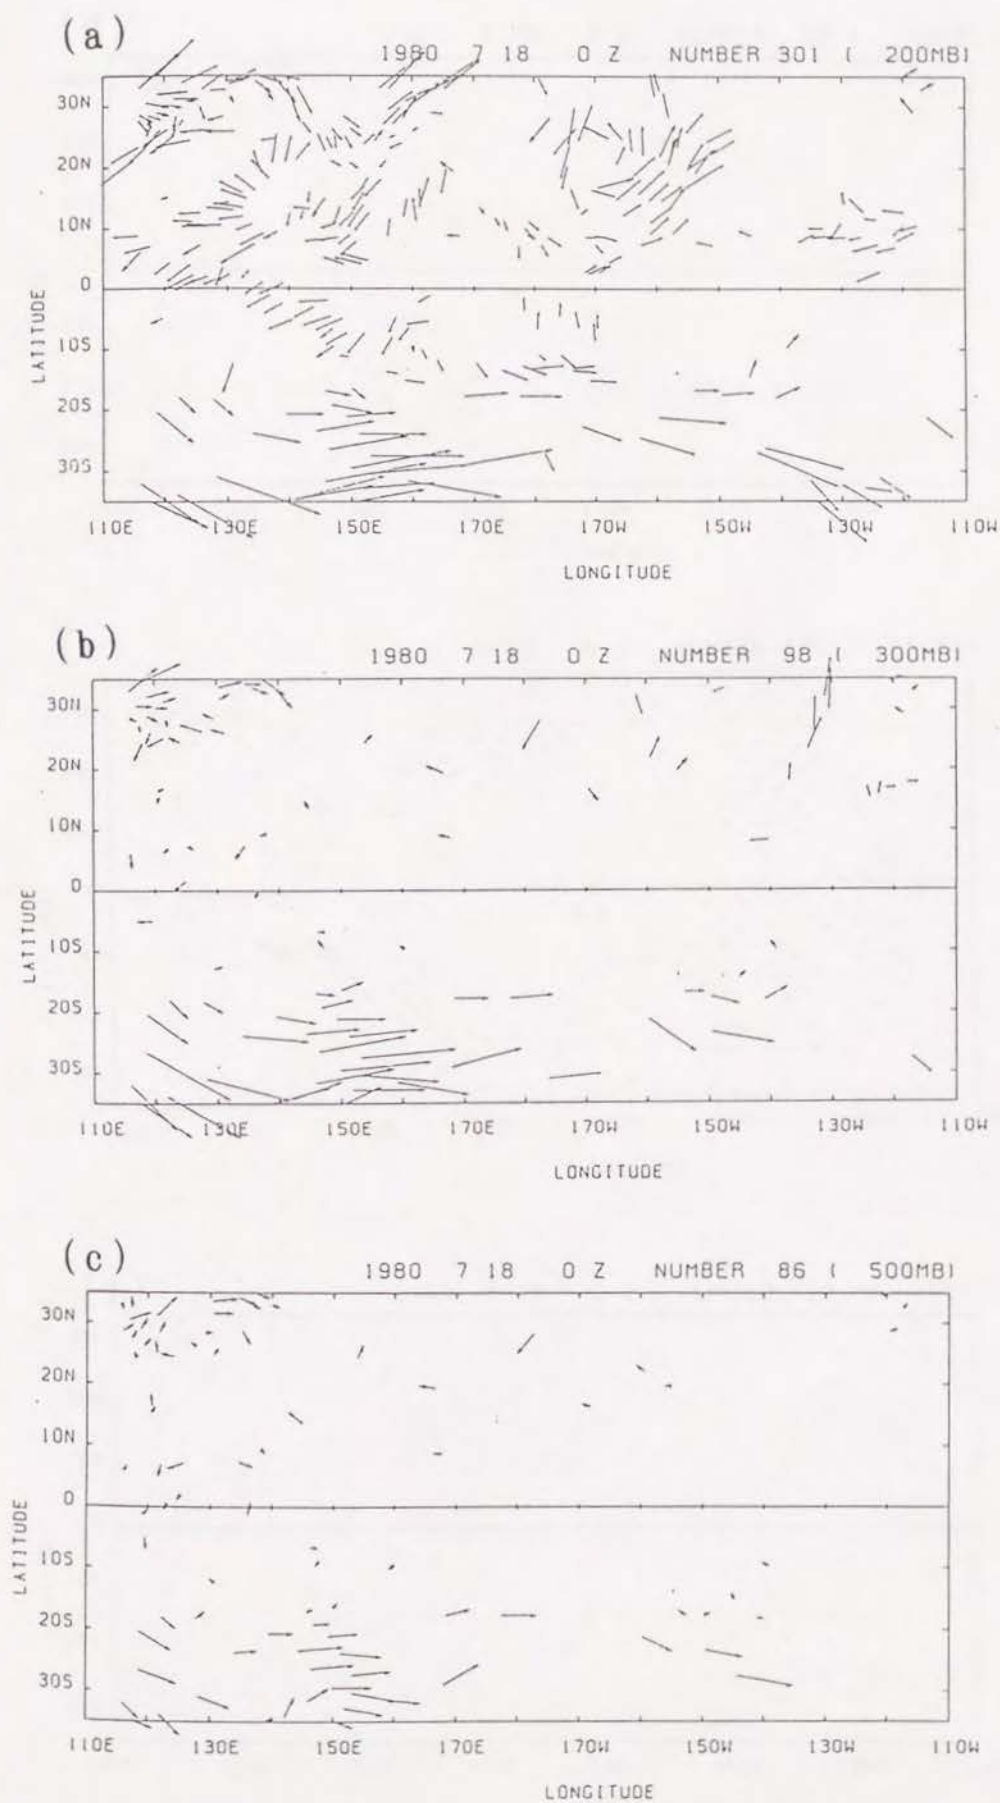 (a)
1980 7 18 0 Z NUMBER 301 ( 200MB)
30N
20N
10N
0
10S
20S
30S
LATITUDE
110E 130E 150E 170E 170W 150W 130W 110W
LONGITUDE
(b)
1980 7 18 0 Z NUMBER 98 ( 300MB)
30N
20N
10N
0
10S
20S
30S
LATITUDE
110E 130E 150E 170E 170W 150W 130W 110W
LONGITUDE
(c)
1980 7 18 0 Z NUMBER 86 ( 500MB)
30N
20N
10N
0
10S
20S
30S
LATITUDE
110E 130E 150E 170E 170W 150W 130W 110W
LONGITUDE